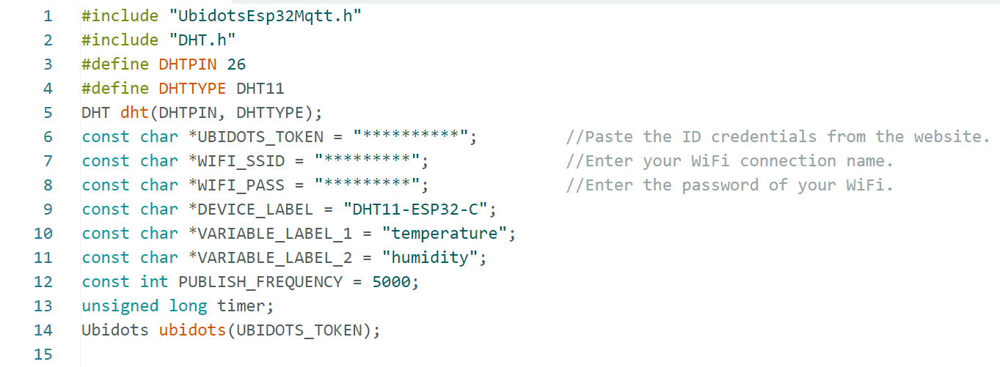 1 #include "UbidotsEsp32Mqtt.h"
2 #include "DHT.h"
3 #define DHTPIN 26
4 #define DHTTYPE DHT11
5 DHT dht(DHTPIN, DHTTYPE);
6 const char *UBIDOTS_TOKEN = "**********"; //Paste the ID credentials from the website.
7 const char *WIFI_SSID = "*********"; //Enter your WiFi connection name.
8 const char *WIFI_PASS = "*********"; //Enter the password of your WiFi.
9 const char *DEVICE_LABEL = "DHT11-ESP32-C";
10 const char *VARIABLE_LABEL_1 = "temperature";
11 const char *VARIABLE_LABEL_2 = "humidity";
12 const int PUBLISH_FREQUENCY = 5000;
13 unsigned long timer;
14 Ubidots ubidots(UBIDOTS_TOKEN);
15